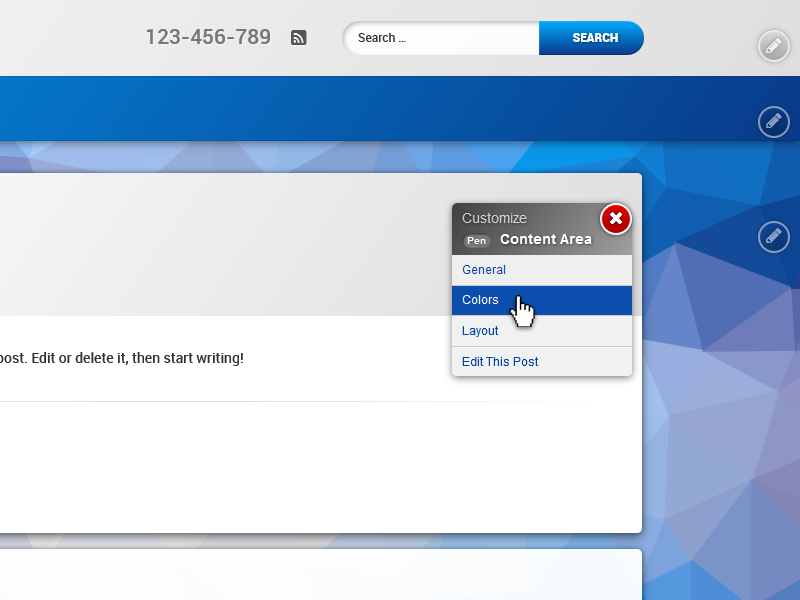 123-456-789
Search ...
SEARCH
Customize
Pen Content Area
General
Colors
Layout
post. Edit or delete it, then start writing!
Edit This Post